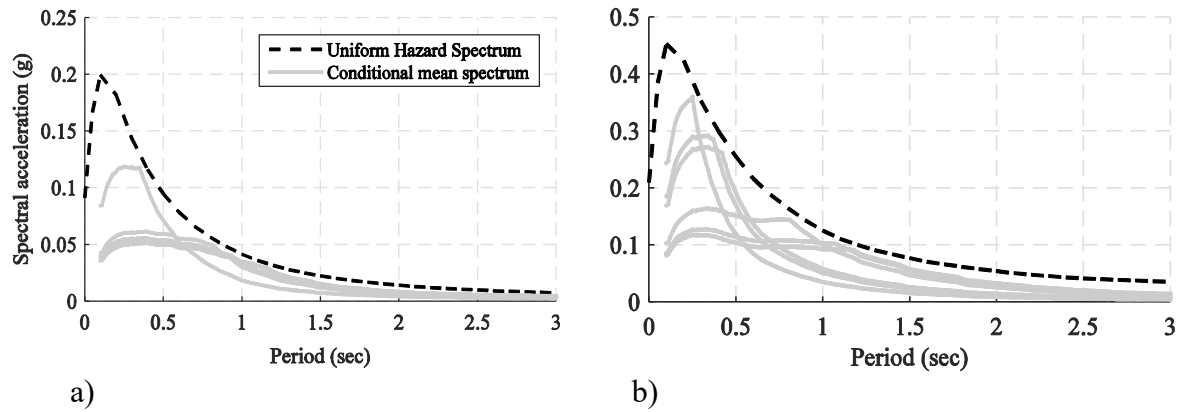 0.25
0.2
0.15
0.1
0.05
0
Spectral acceleration (g)
Uniform Hazard Spectrum
Conditional mean spectrum
0 0.5 1 1.5 2 2.5 3
Period (sec)
a)
0.5
0.4
0.3
0.2
0.1
0
0 0.5 1 1.5 2 2.5 3
Period (sec)
b)